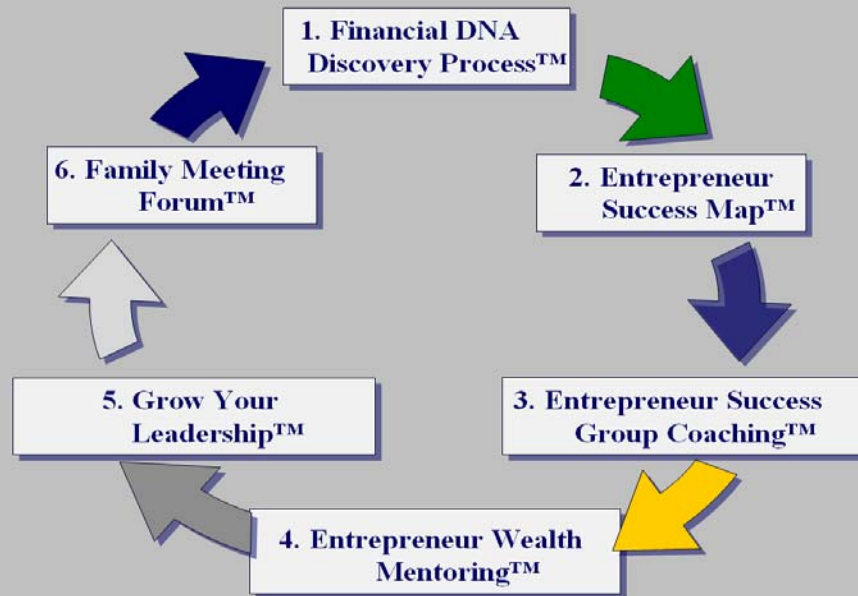 1. Financial DNA
Discovery Process™
2. Entrepreneur
Success Map™
3. Entrepreneur Success
Group Coaching™
4. Entrepreneur Wealth
Mentoring™
5. Grow Your
Leadership™
6. Family Meeting
Forum™